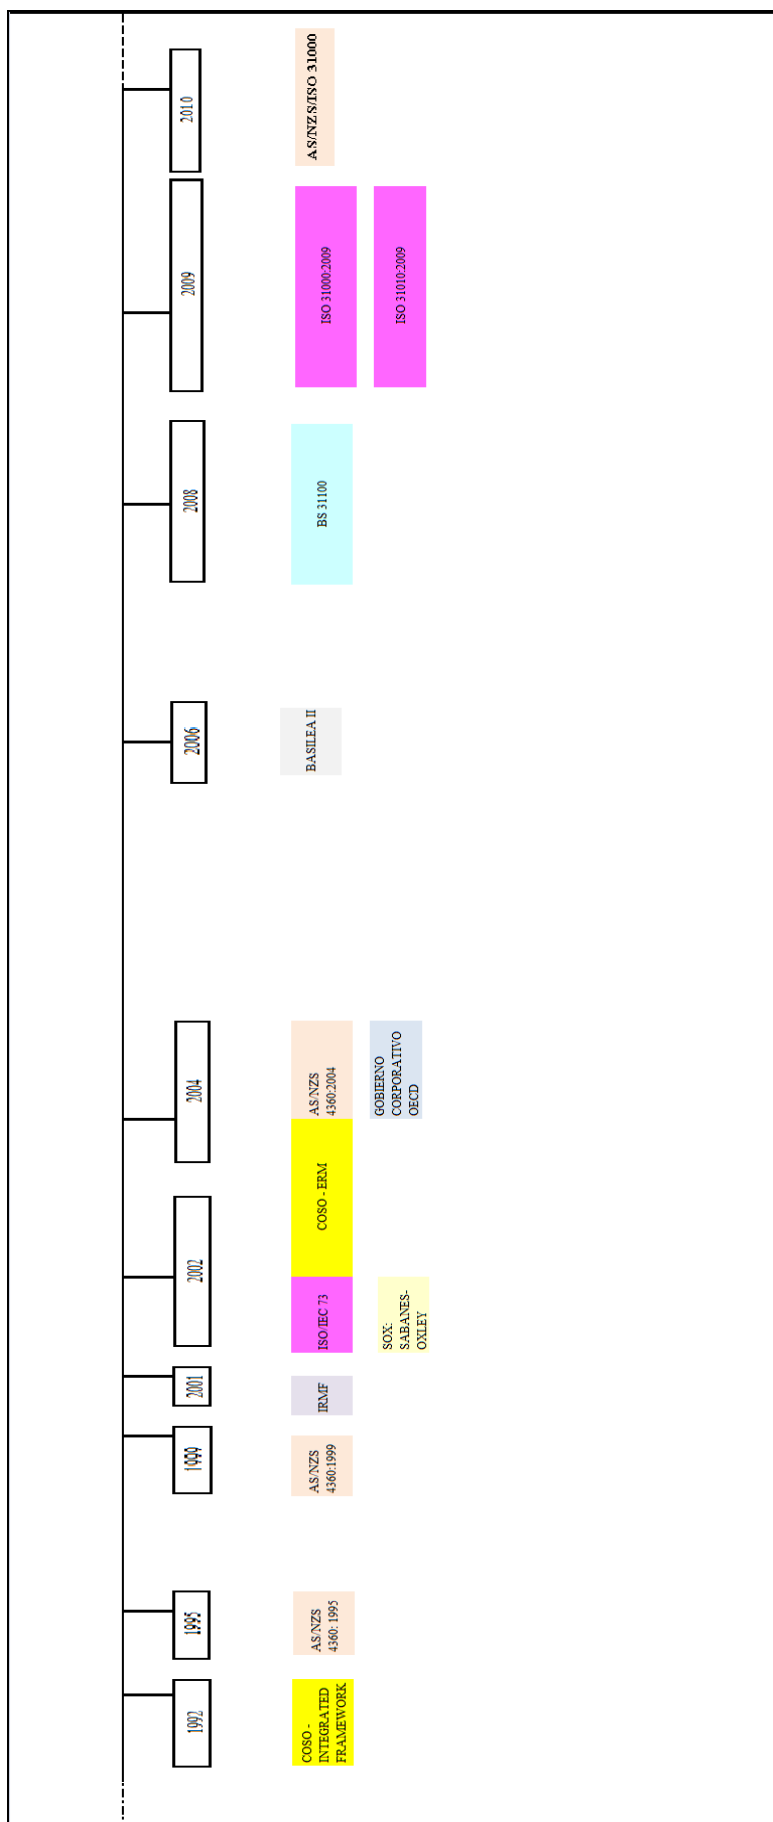 1992
1995
1999
2001
2002
2004
2006
2008
2009
2010
COSO -
INTEGRATED
FRAMEWORK
AS/NZS
4360: 1995
AS/NZS
4360:1999
IRMF
ISO/IEC 73
COSO - ERM
AS/NZS
4360:2004
BASILEA II
BS 31100
ISO 31000:2009
AS/NZS/ISO 31000
SOX:
SABANES-
OXLEY
GOBIERNO
CORPORATIVO
OECD
ISO 31010:2009